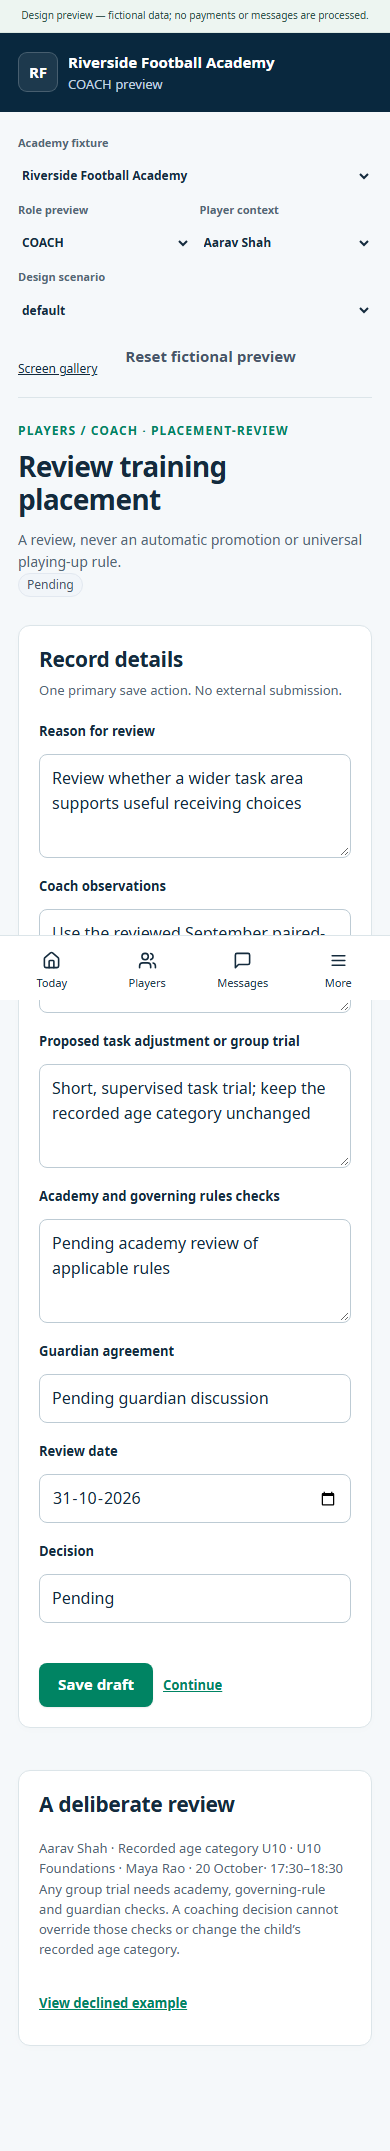 Design preview — fictional data; no payments or messages are processed.
RF
Riverside Football Academy
COACH preview
Academy fixture
Riverside Football Academy
Role preview
Player context
COACH
Aarav Shah
Design scenario
default
Screen gallery
Reset fictional preview
PLAYERS / COACH · PLACEMENT-REVIEW
Review training
placement
A review, never an automatic promotion or universal
playing-up rule.
Pending
Record details
One primary save action. No external submission.
Reason for review
Review whether a wider task area
supports useful receiving choices
Coach observations
Use the reviewed September paired-
Today
Players
Messages
More
Proposed task adjustment or group trial
Short, supervised task trial; keep the
recorded age category unchanged
Academy and governing rules checks
Pending academy review of
applicable rules
Guardian agreement
Pending guardian discussion
Review date
31-10-2026
Decision
Pending
Save draft
Continue
A deliberate review
Aarav Shah · Recorded age category U10 · U10
Foundations · Maya Rao · 20 October· 17:30–18:30
Any group trial needs academy, governing-rule
and guardian checks. A coaching decision cannot
override those checks or change the child's
recorded age category.
View declined example